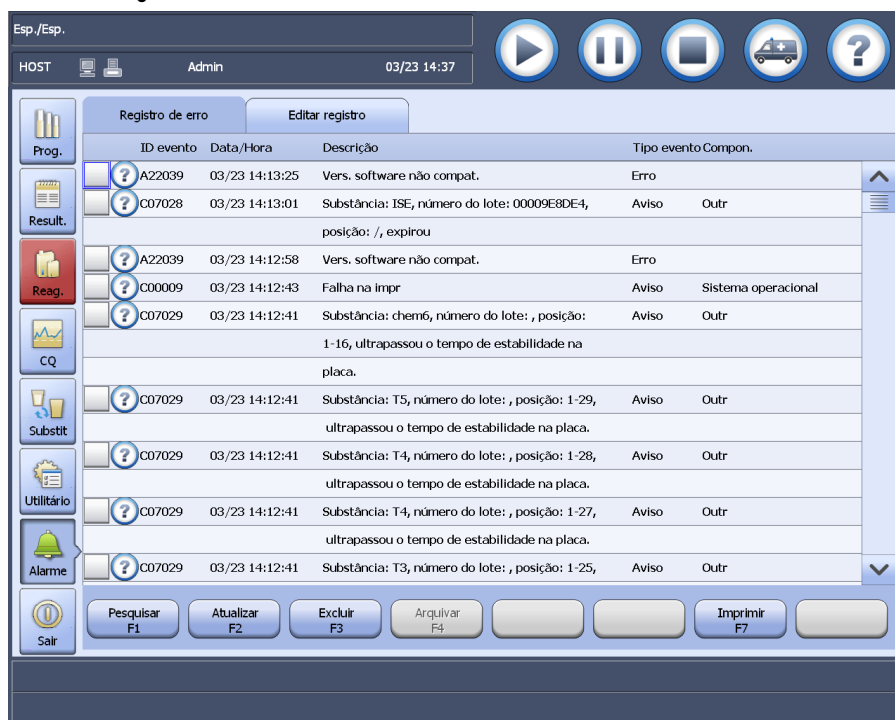 Esp./Esp.
HOST Admin 03/23 14:37
?
Prog.
Result.
Reag.
CQ
Substit
Utilitário
Alarme
Sair
Registro de erro Editar registro
ID evento Data/Hora Descrição Tipo evento Compon.
? A22039 03/23 14:13:25 Vers. software não compat. Erro
? C07028 03/23 14:13:01 Substância: ISE, número do lote: 00009E8DE4, Aviso Outr
posição: /, expirou
? A22039 03/23 14:12:58 Vers. software não compat. Erro
? C00009 03/23 14:12:43 Falha na impr Aviso Sistema operacional
? C07029 03/23 14:12:41 Substância: chem6, número do lote: , posição: Aviso Outr
1-16, ultrapassou o tempo de estabilidade na
placa.
? C07029 03/23 14:12:41 Substância: T5, número do lote: , posição: 1-29, Aviso Outr
ultrapassou o tempo de estabilidade na placa.
? C07029 03/23 14:12:41 Substância: T4, número do lote: , posição: 1-28, Aviso Outr
ultrapassou o tempo de estabilidade na placa.
? C07029 03/23 14:12:41 Substância: T4, número do lote: , posição: 1-27, Aviso Outr
ultrapassou o tempo de estabilidade na placa.
? C07029 03/23 14:12:41 Substância: T3, número do lote: , posição: 1-25, Aviso Outr
Pesquisar Atualizar Excluir Arquivar Imprimir
F1 F2 F3 F4 F7